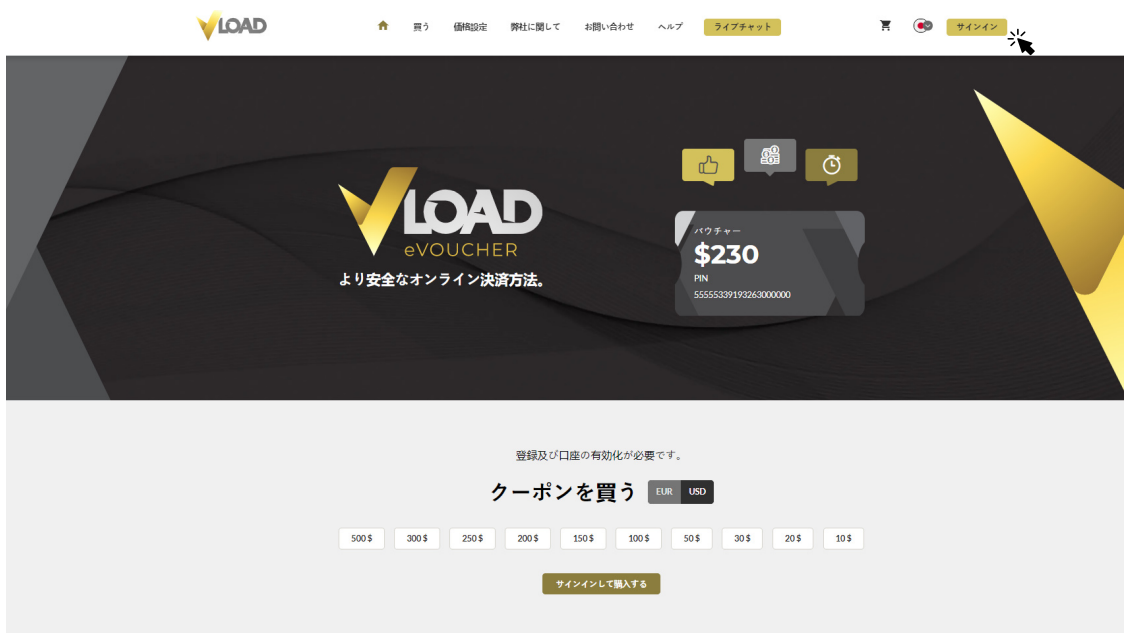 VLOAD
買う 価格設定 弊社に関して お問い合わせ ヘルプ ライブチャット サインイン
VLOAD
eVOUCHER
より安全なオンライン決済方法。
バウチャー
$230
PIN
55555339193263000000
登録及び口座の有効化が必要です。
クーポンを買う EUR USD
500 $ 300 $ 250 $ 200 $ 150 $ 100 $ 50 $ 30 $ 20 $ 10 $
サインインして購入する